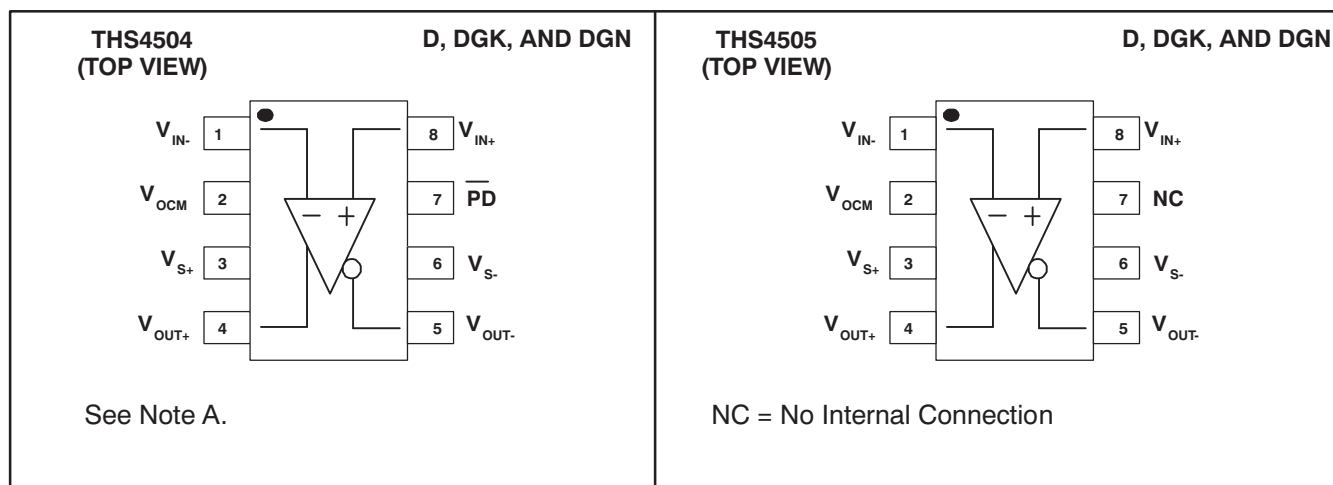 THS4504
(TOP VIEW)
D, DGK, AND DGN
V_IN-
1
8
V_IN+
V_OCM
2
7
P̅D̅
V_S+
3
6
V_S-
V_OUT+
4
5
V_OUT-
− +
See Note A.
THS4505
(TOP VIEW)
D, DGK, AND DGN
V_IN-
1
8
V_IN+
V_OCM
2
7
NC
V_S+
3
6
V_S-
V_OUT+
4
5
V_OUT-
− +
NC = No Internal Connection